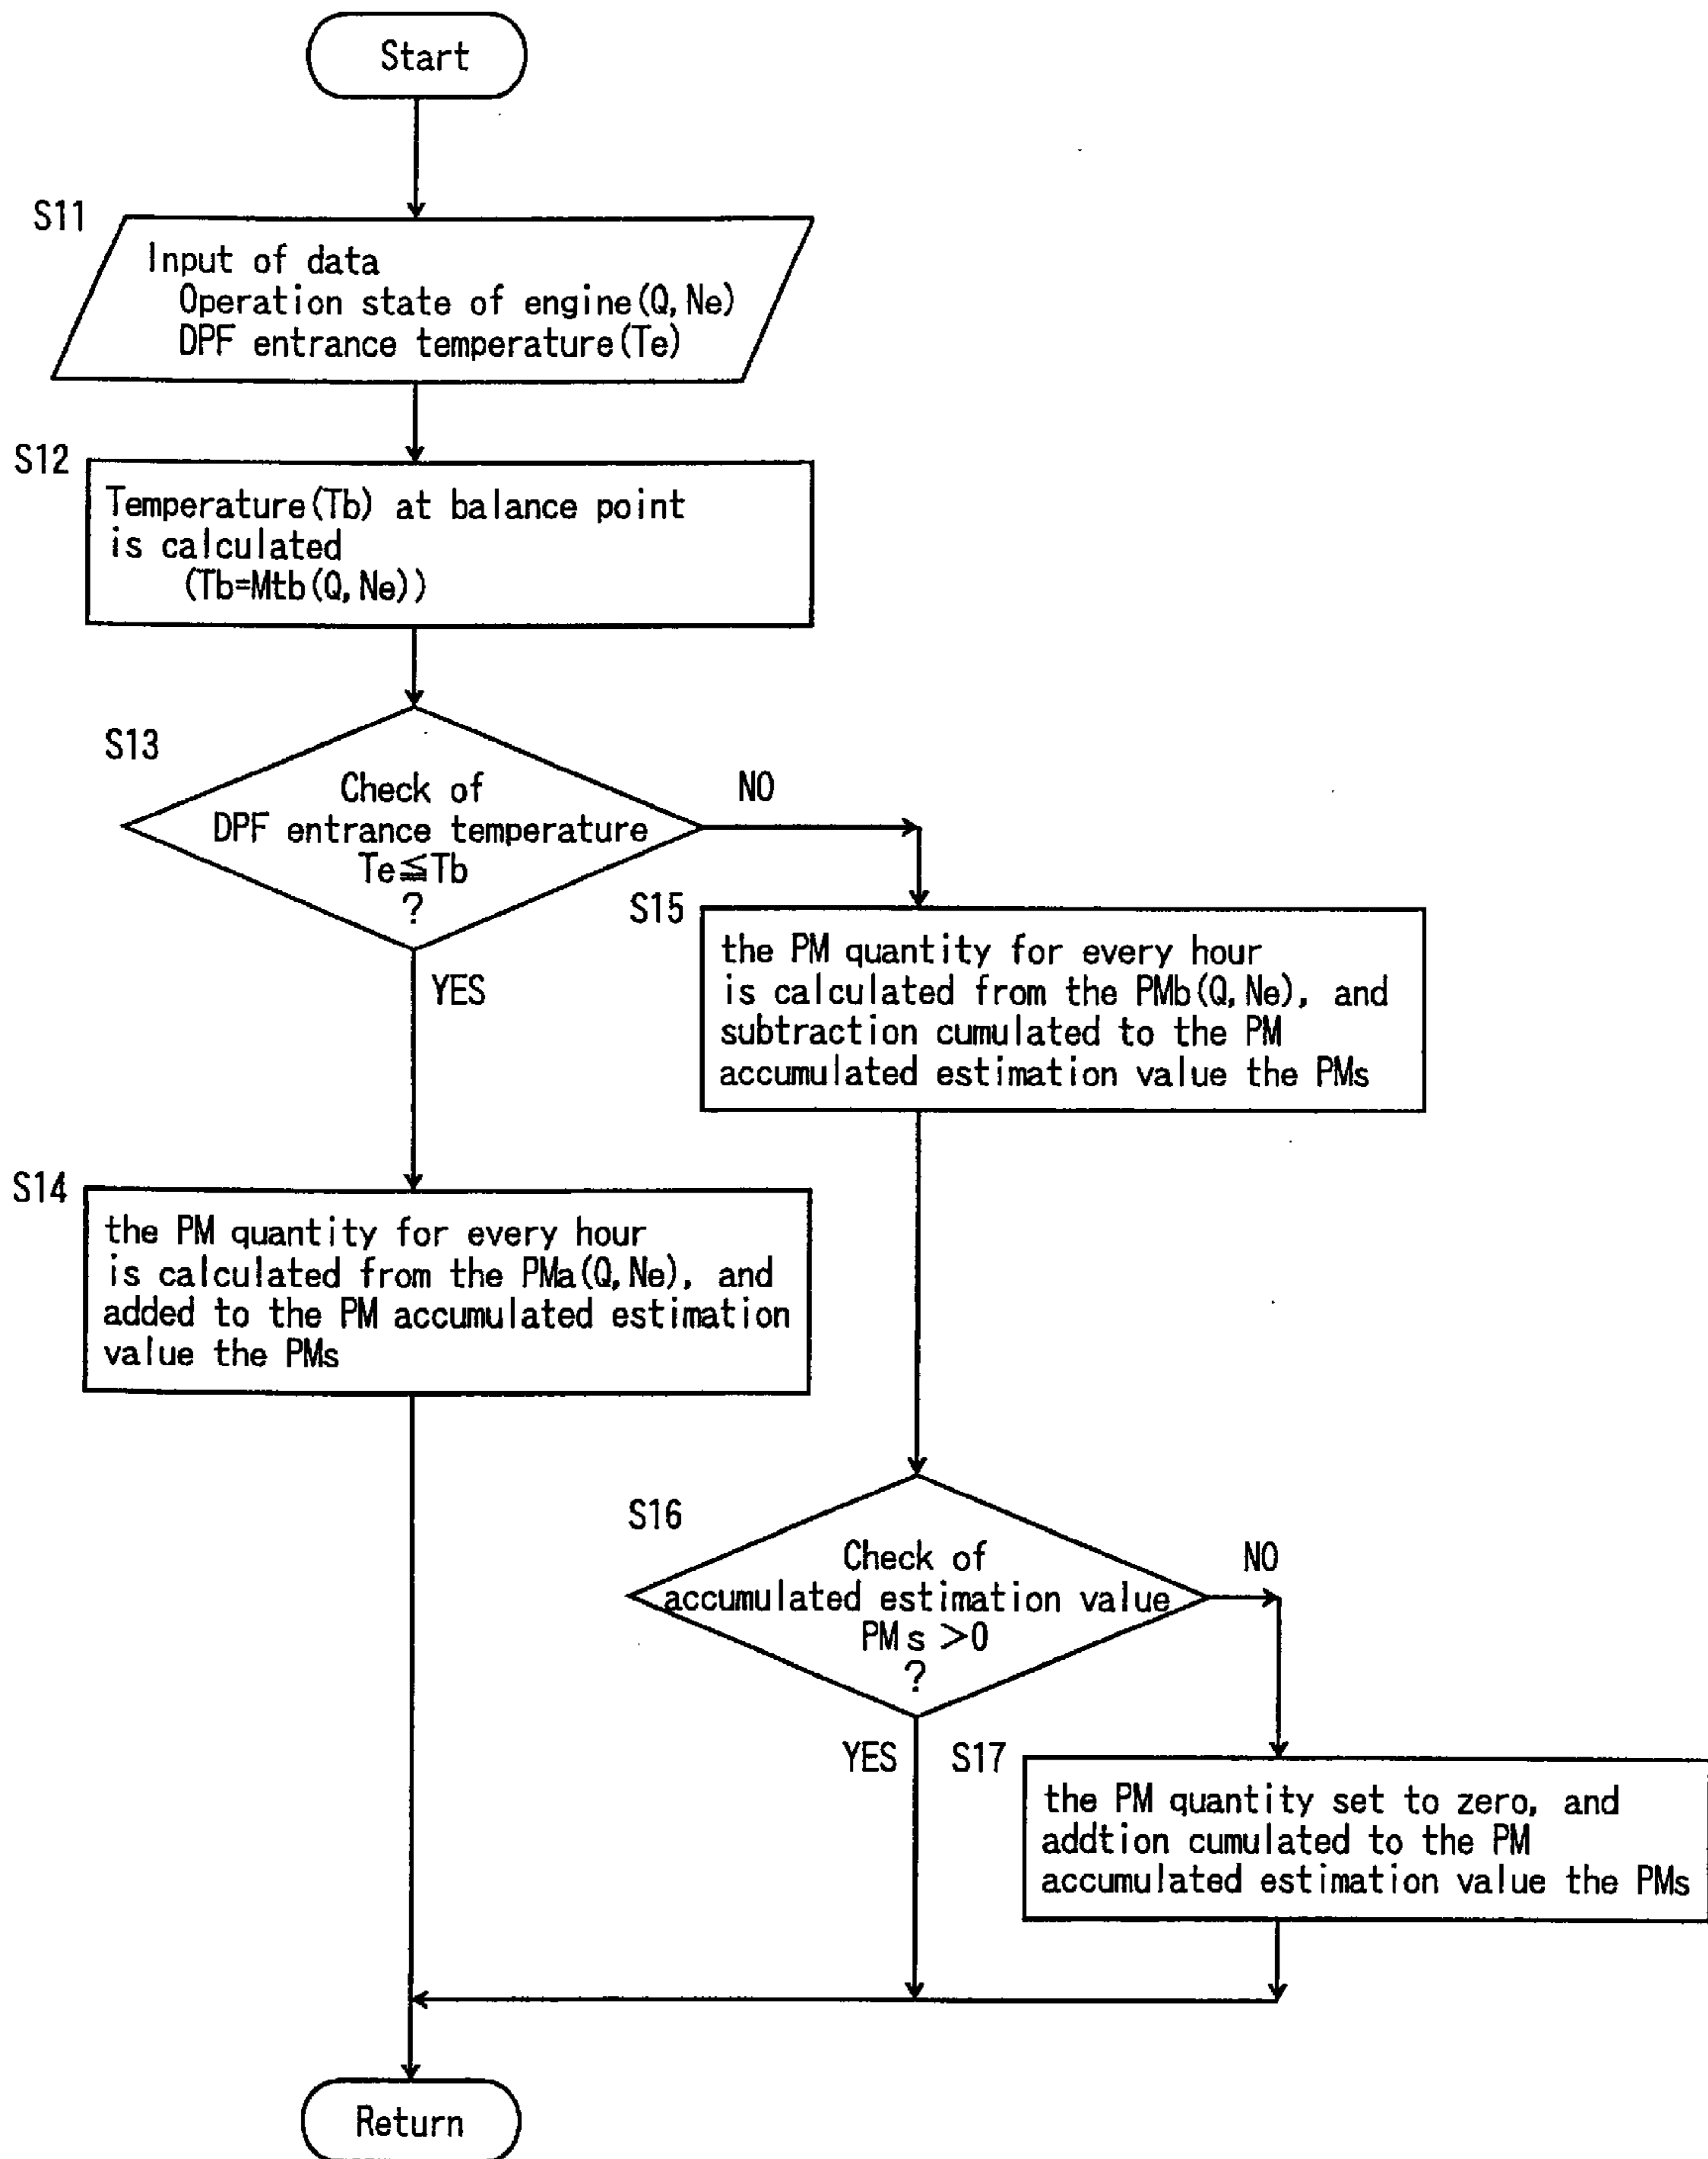 Start
S11
Input of data
Operation state of engine(Q,Ne)
DPF entrance temperature(Te)
S12
Temperature(Tb) at balance point
is calculated
(Tb=Mtb(Q,Ne))
S13
Check of
DPF entrance temperature
Te≦Tb
?
NO
YES
S15
the PM quantity for every hour
is calculated from the PMb(Q,Ne), and
subtraction cumulated to the PM
accumulated estimation value the PMs
S14
the PM quantity for every hour
is calculated from the PMa(Q,Ne), and
added to the PM accumulated estimation
value the PMs
S16
Check of
accumulated estimation value
PMs >0
?
NO
YES
S17
the PM quantity set to zero, and
addtion cumulated to the PM
accumulated estimation value the PMs
Return